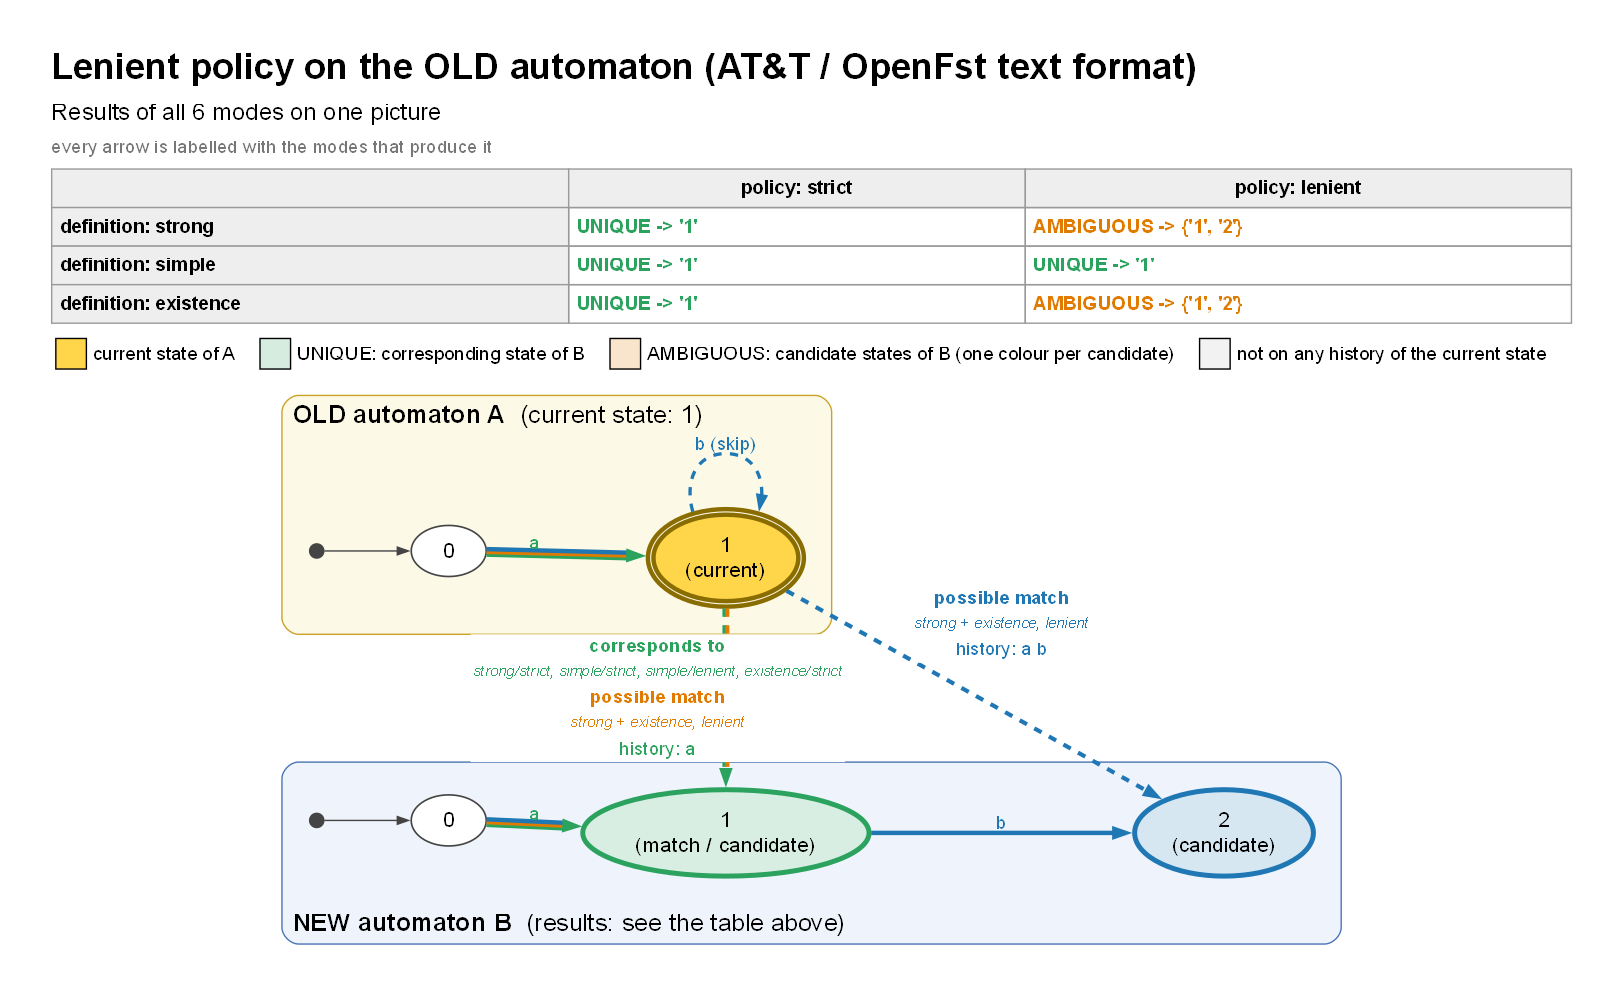 Lenient policy on the OLD automaton (AT&T / OpenFst text format)
Results of all 6 modes on one picture
every arrow is labelled with the modes that produce it
policy: strict policy: lenient
definition: strong UNIQUE -> '1' AMBIGUOUS -> {'1', '2'}
definition: simple UNIQUE -> '1' UNIQUE -> '1'
definition: existence UNIQUE -> '1' AMBIGUOUS -> {'1', '2'}
current state of A UNIQUE: corresponding state of B AMBIGUOUS: candidate states of B (one colour per candidate) not on any history of the current state
OLD automaton A (current state: 1)
b (skip)
0
a
1
(current)
corresponds to
strong/strict, simple/strict, simple/lenient, existence/strict
possible match
strong + existence, lenient
history: a
possible match
strong + existence, lenient
history: a b
0
a
1
(match / candidate)
b
2
(candidate)
NEW automaton B (results: see the table above)